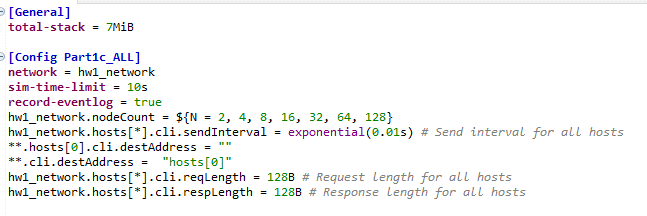 [General]
total-stack = 7MiB
[Config Part1c_ALL]
network = hw1_network
sim-time-limit = 10s
record-eventlog = true
hw1_network.nodeCount = ${N = 2, 4, 8, 16, 32, 64, 128}
hw1_network.hosts[*].cli.sendInterval = exponential(0.01s) # Send interval for all hosts
**.hosts[0].cli.destAddress = ""
**.cli.destAddress =  "hosts[0]"
hw1_network.hosts[*].cli.reqLength = 128B # Request length for all hosts
hw1_network.hosts[*].cli.respLength = 128B # Response length for all hosts